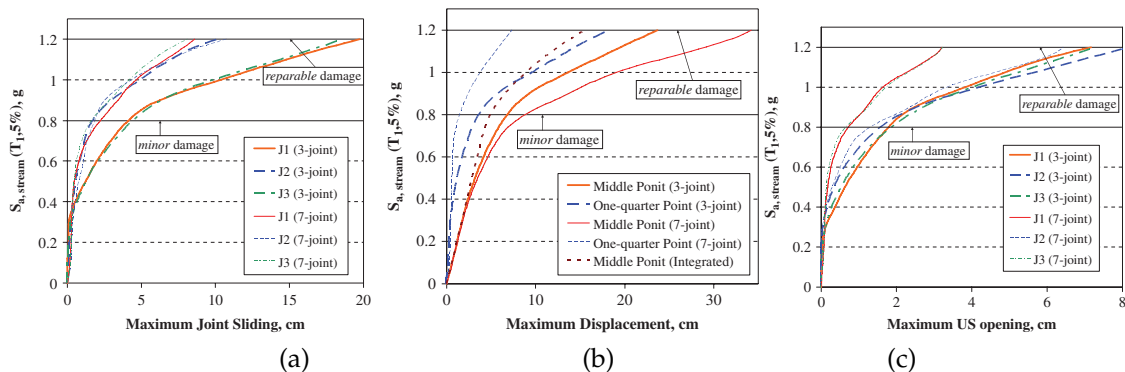 S_a, stream (T_1,5%), g
1.2
1
0.8
0.6
0.4
0.2
0
reparable damage
minor damage
J1 (3-joint)
J2 (3-joint)
J3 (3-joint)
J1 (7-joint)
J2 (7-joint)
J3 (7-joint)
0 5 10 15 20
Maximum Joint Sliding, cm
(a)
S_a, stream (T_1,5%), g
1.2
1
0.8
0.6
0.4
0.2
0
reparable damage
minor damage
Middle Ponit (3-joint)
One-quarter Point (3-joint)
Middle Ponit (7-joint)
One-quarter Point (7-joint)
Middle Ponit (Integrated)
0 10 20 30
Maximum Displacement, cm
(b)
S_a, stream (T_1,5%), g
1.2
1
0.8
0.6
0.4
0.2
0
reparable damage
minor damage
J1 (3-joint)
J2 (3-joint)
J3 (3-joint)
J1 (7-joint)
J2 (7-joint)
J3 (7-joint)
0 2 4 6 8
Maximum US opening, cm
(c)